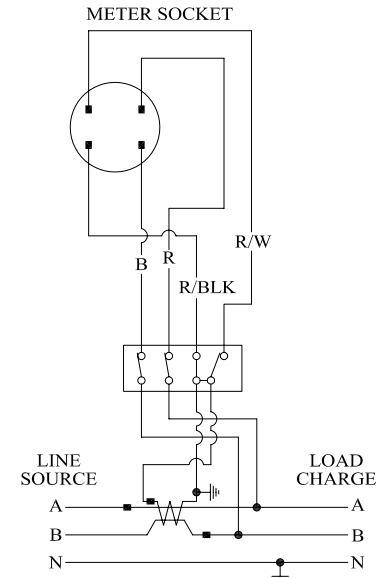 METER SOCKET
R/W
B
R
R/BLK
LINE
SOURCE
LOAD
CHARGE
A
A
B
B
N
N